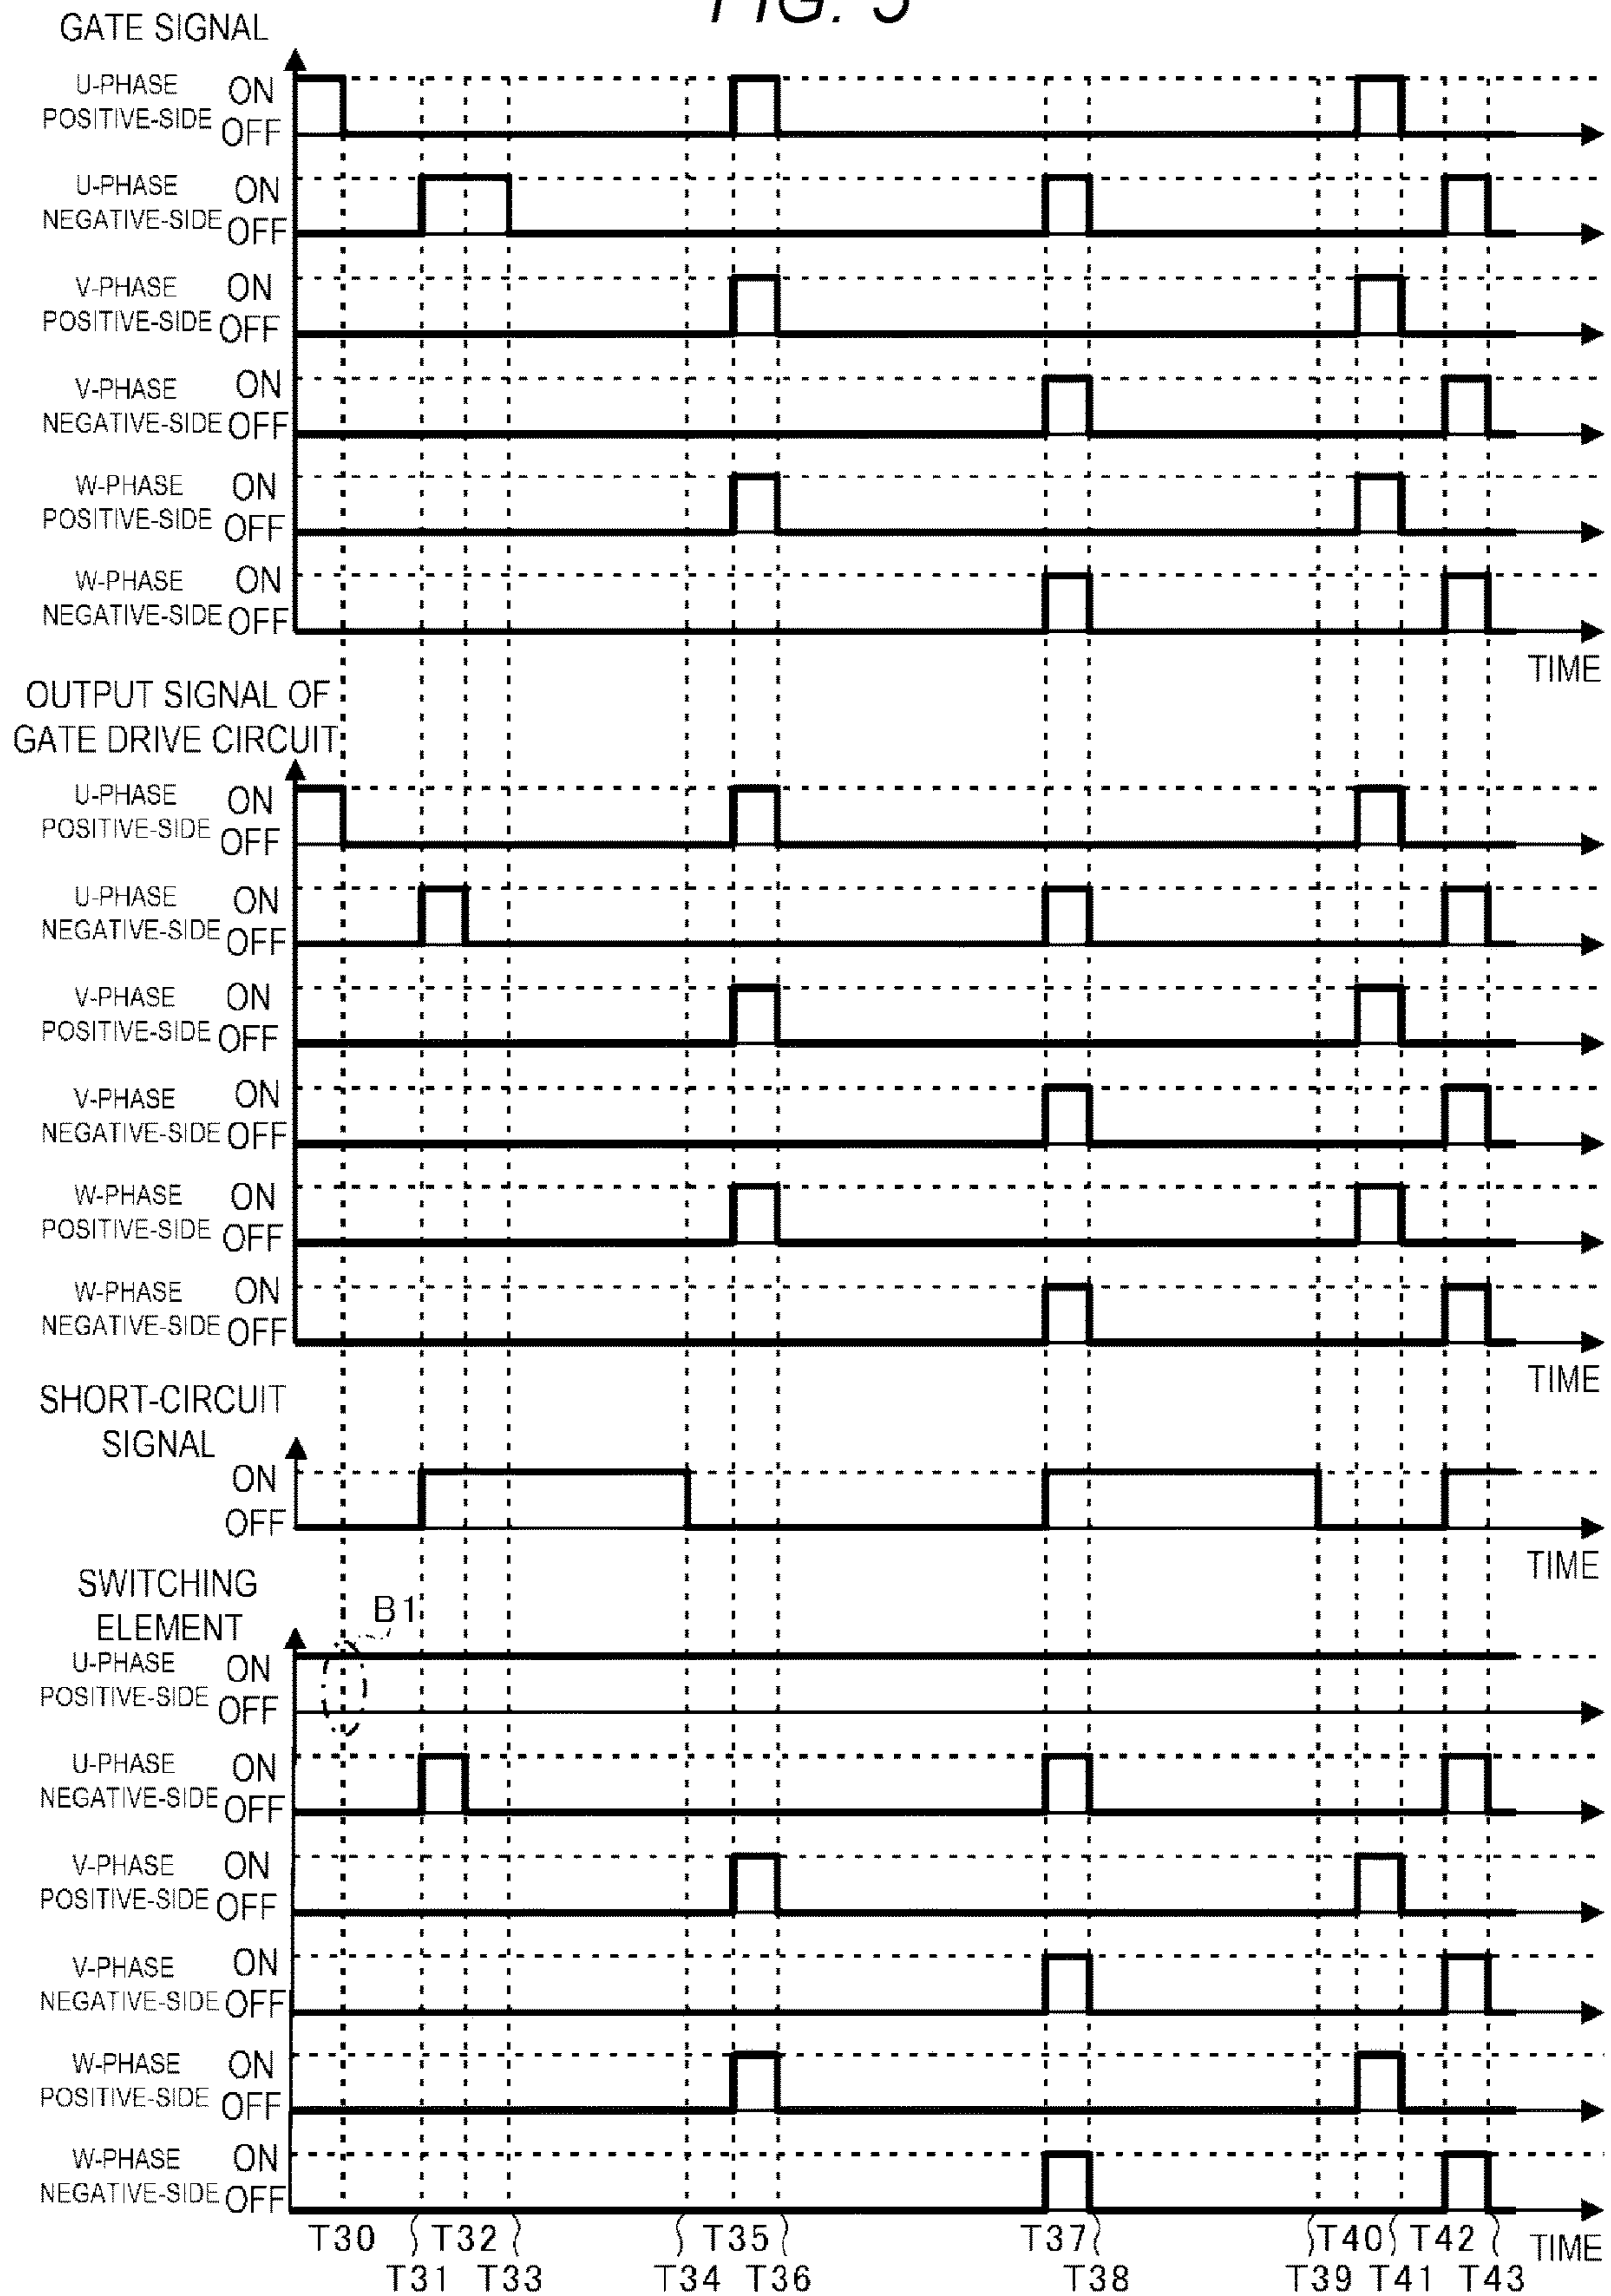 FIG. 5
GATE SIGNAL
U-PHASE
POSITIVE-SIDE
ON
OFF
U-PHASE
NEGATIVE-SIDE
ON
OFF
V-PHASE
POSITIVE-SIDE
ON
OFF
V-PHASE
NEGATIVE-SIDE
ON
OFF
W-PHASE
POSITIVE-SIDE
ON
OFF
W-PHASE
NEGATIVE-SIDE
ON
OFF
TIME
OUTPUT SIGNAL OF
GATE DRIVE CIRCUIT
U-PHASE
POSITIVE-SIDE
ON
OFF
U-PHASE
NEGATIVE-SIDE
ON
OFF
V-PHASE
POSITIVE-SIDE
ON
OFF
V-PHASE
NEGATIVE-SIDE
ON
OFF
W-PHASE
POSITIVE-SIDE
ON
OFF
W-PHASE
NEGATIVE-SIDE
ON
OFF
TIME
SHORT-CIRCUIT
SIGNAL
ON
OFF
TIME
SWITCHING
ELEMENT
B1
U-PHASE
POSITIVE-SIDE
ON
OFF
U-PHASE
NEGATIVE-SIDE
ON
OFF
V-PHASE
POSITIVE-SIDE
ON
OFF
V-PHASE
NEGATIVE-SIDE
ON
OFF
W-PHASE
POSITIVE-SIDE
ON
OFF
W-PHASE
NEGATIVE-SIDE
ON
OFF
T30 T32 T35 T37 T40 T42 TIME
T31 T33 T34 T36 T38 T39 T41 T43